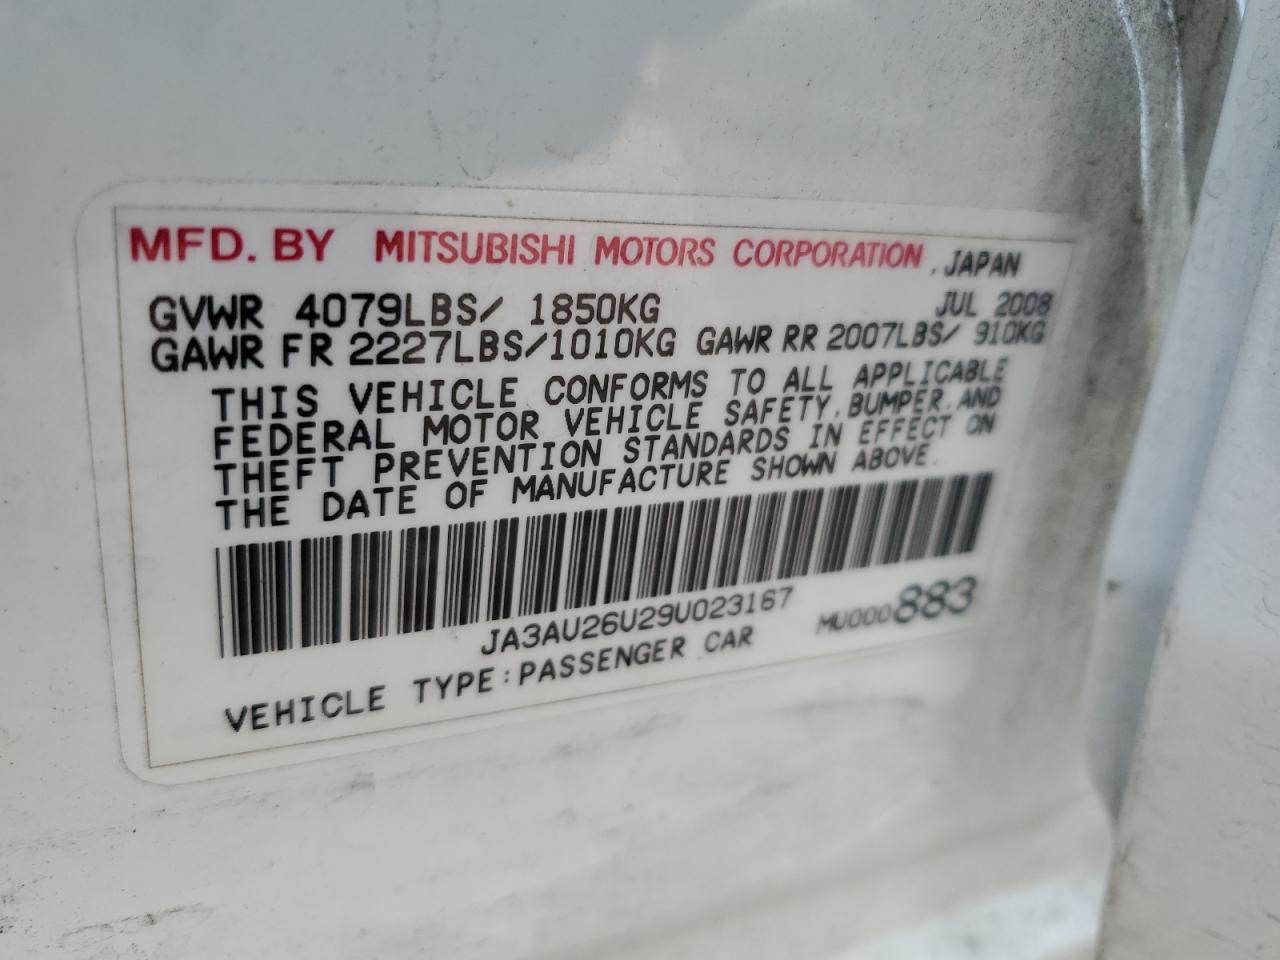 MFD. BY MITSUBISHI MOTORS CORPORATION, JAPAN
GVWR 4079LBS/ 1850KG JUL 2008
GAWR FR 2227LBS/1010KG GAWR RR 2007LBS/ 910KG
THIS VEHICLE CONFORMS TO ALL APPLICABLE
FEDERAL MOTOR VEHICLE SAFETY, BUMPER, AND
THEFT PREVENTION STANDARDS IN EFFECT ON
THE DATE OF MANUFACTURE SHOWN ABOVE.
JA3AU26U29U023167 MU000883
VEHICLE TYPE:PASSENGER CAR